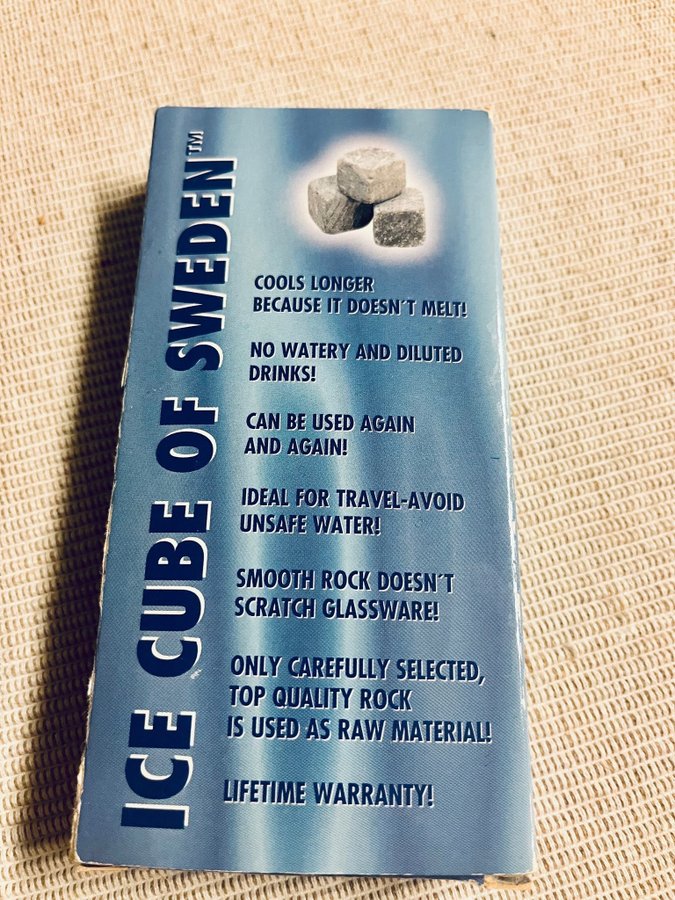 ICE CUBE OF SWEDEN™
COOLS LONGER
BECAUSE IT DOESN´T MELT!
NO WATERY AND DILUTED
DRINKS!
CAN BE USED AGAIN
AND AGAIN!
IDEAL FOR TRAVEL-AVOID
UNSAFE WATER!
SMOOTH ROCK DOESN´T
SCRATCH GLASSWARE!
ONLY CAREFULLY SELECTED,
TOP QUALITY ROCK
IS USED AS RAW MATERIAL!
LIFETIME WARRANTY!